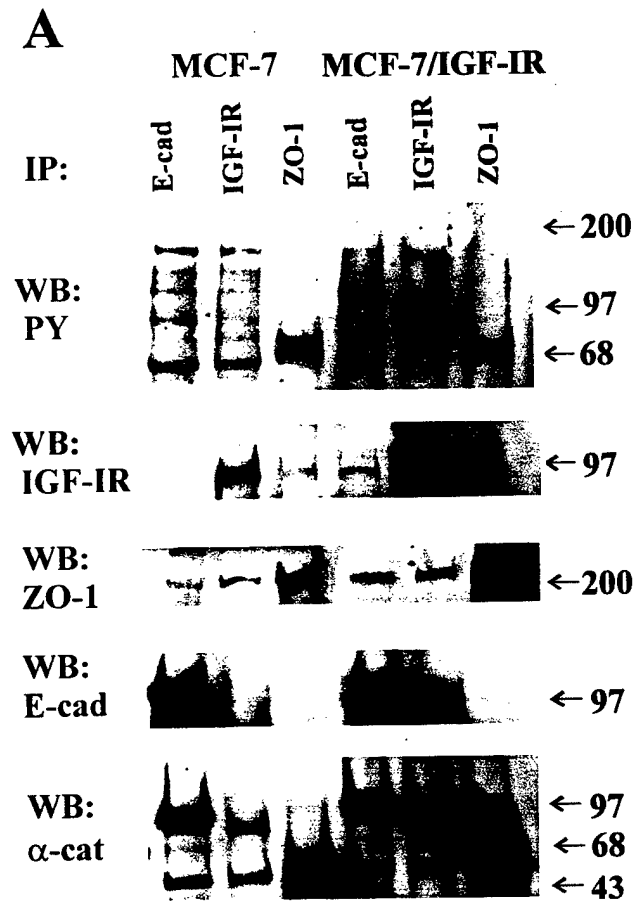 A
MCF-7 MCF-7/IGF-IR
IP: E-cad IGF-IR ZO-1 E-cad IGF-IR ZO-1
←200
WB:
PY
←97
←68
WB:
IGF-IR
←97
WB:
ZO-1
←200
WB:
E-cad
←97
WB:
α-cat
←97
←68
←43